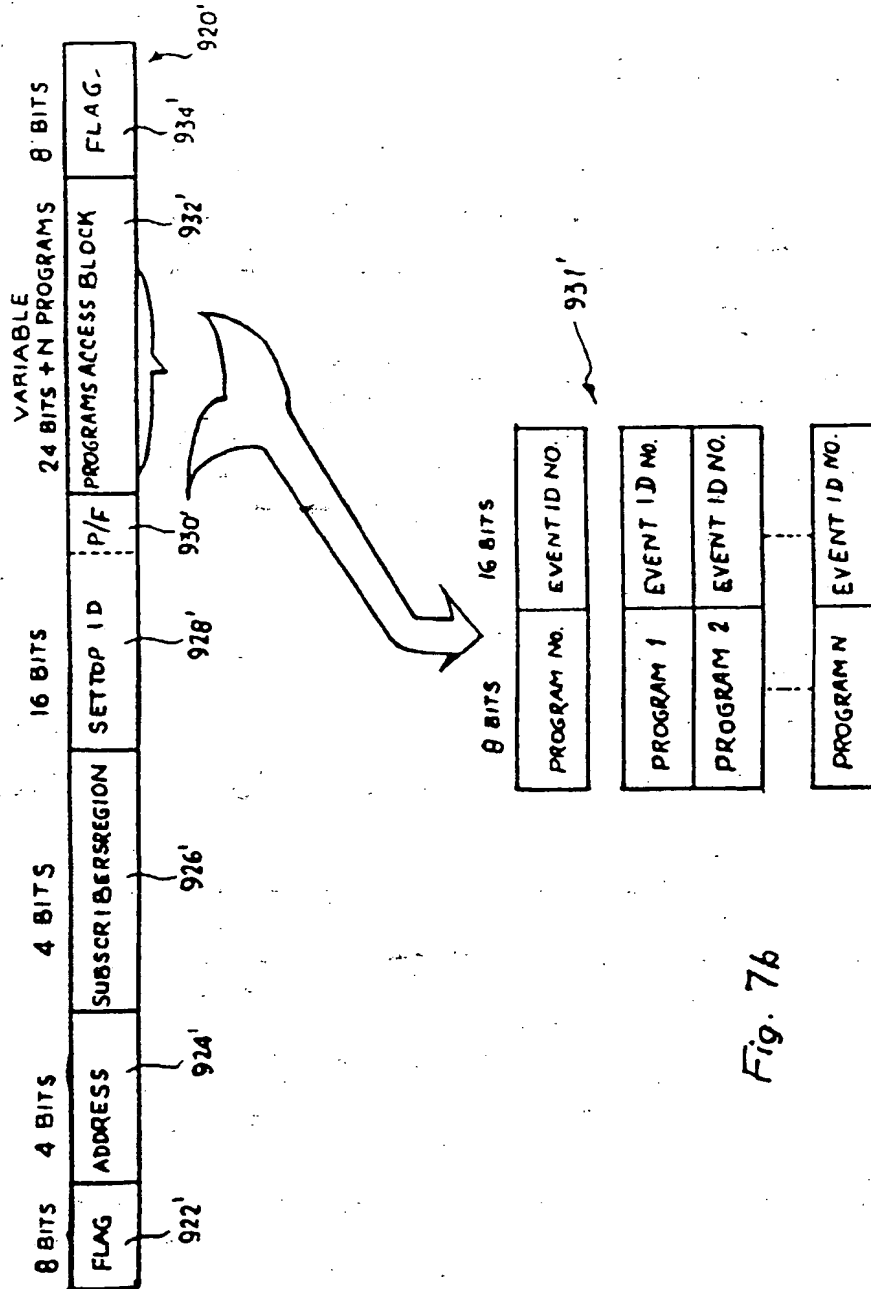 VARIABLE
8 BITS 4 BITS 4 BITS 16 BITS 24 BITS + N PROGRAMS 8 BITS
FLAG ADDRESS SUBSCRIBERSREGION SETTOP ID P/F PROGRAMS ACCESS BLOCK FLAG
922' 924' 926' 928' 930' 932' 934' 920'
8 BITS 16 BITS
PROGRAM NO. EVENT ID NO.
931'
PROGRAM 1 EVENT ID NO.
PROGRAM 2 EVENT ID NO.
PROGRAM N EVENT ID NO.
Fig. 7b